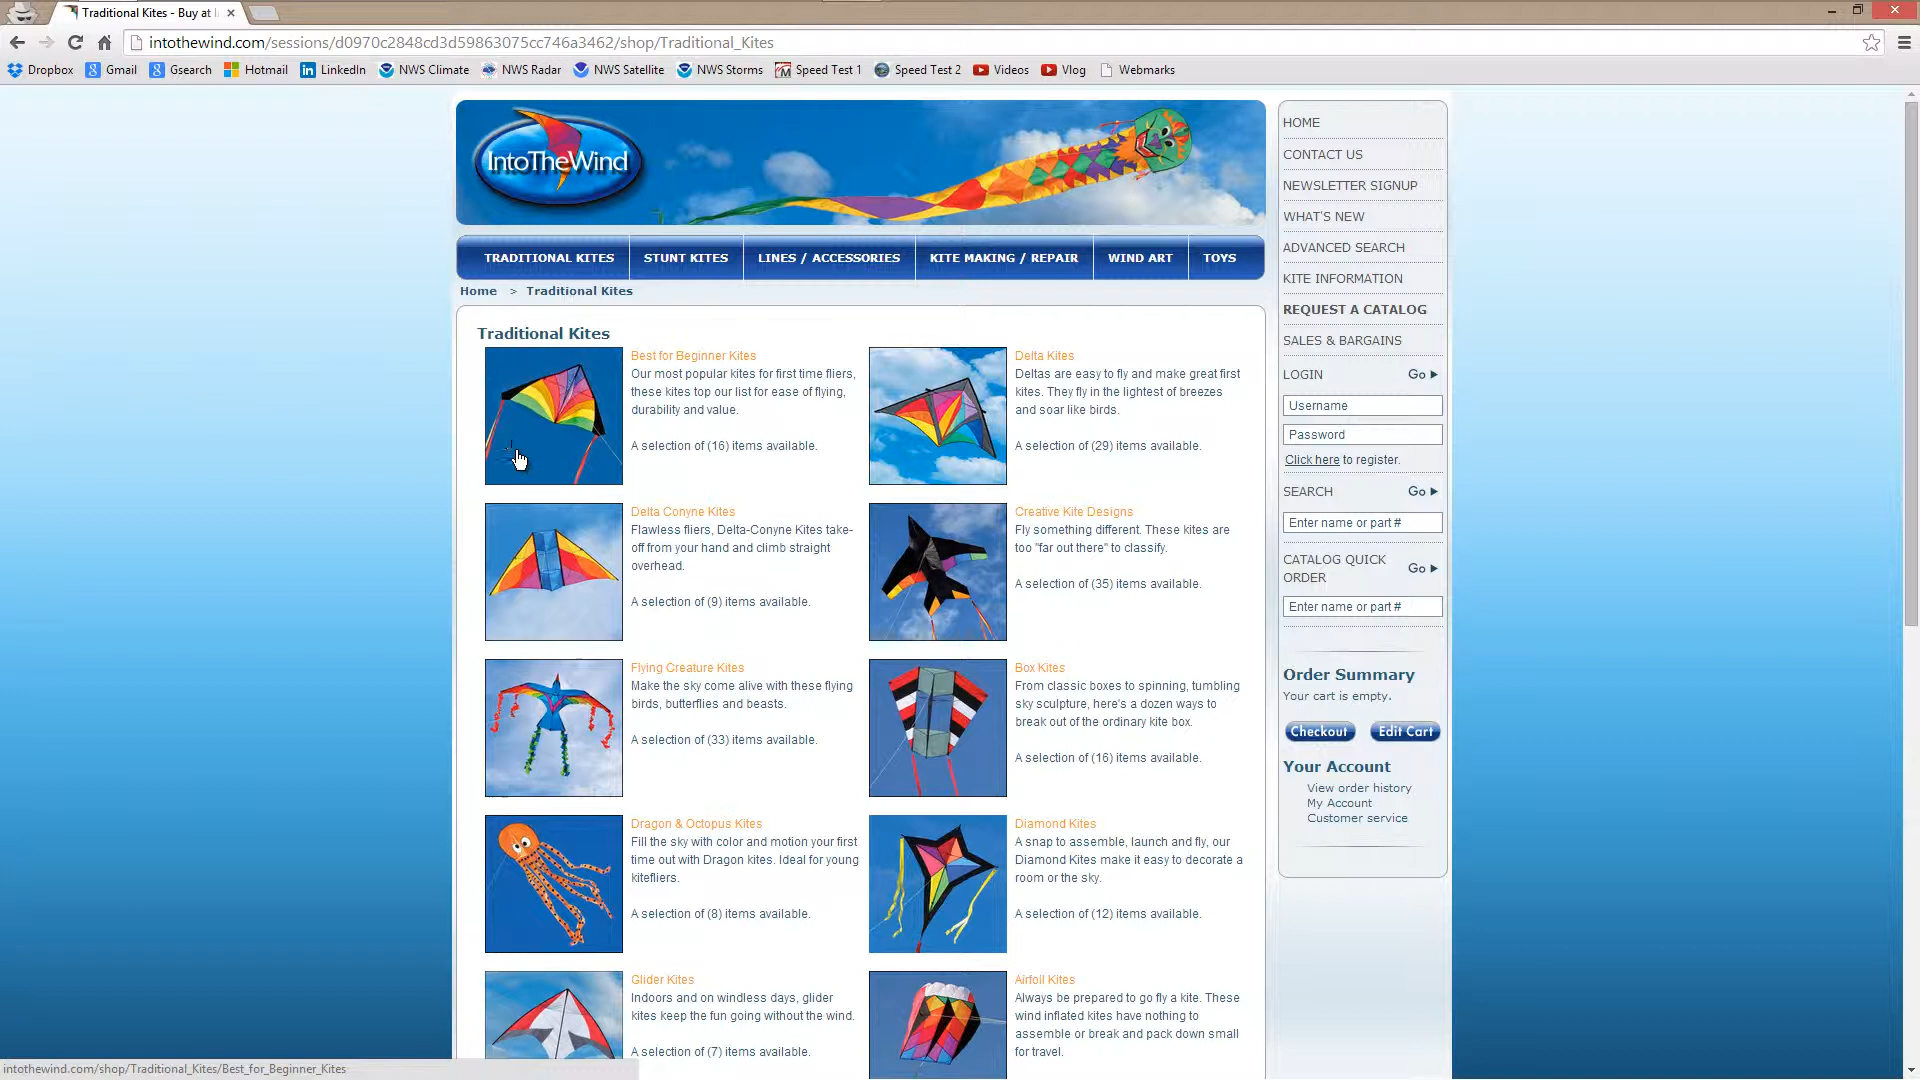 Traditional Kites - Buy at
intothewind.com/sessions/d0970c2848cd3d59863075cc746a3462/shop/Traditional_Kites
Dropbox Gmail Gsearch Hotmail LinkedIn NWS Climate NWS Radar NWS Satellite NWS Storms Speed Test 1 Speed Test 2 Videos Vlog Webmarks
IntoTheWind
TRADITIONAL KITES STUNT KITES LINES / ACCESSORIES KITE MAKING / REPAIR WIND ART TOYS
Home > Traditional Kites
Traditional Kites
Best for Beginner Kites
Our most popular kites for first time fliers,
these kites top our list for ease of flying,
durability and value.
A selection of (16) items available.
Delta Kites
Deltas are easy to fly and make great first
kites. They fly in the lightest of breezes
and soar like birds.
A selection of (29) items available.
Delta Conyne Kites
Flawless fliers, Delta-Conyne Kites take-
off from your hand and climb straight
overhead.
A selection of (9) items available.
Creative Kite Designs
Fly something different. These kites are
too "far out there" to classify.
A selection of (35) items available.
Flying Creature Kites
Make the sky come alive with these flying
birds, butterflies and beasts.
A selection of (33) items available.
Box Kites
From classic boxes to spinning, tumbling
sky sculpture, here's a dozen ways to
break out of the ordinary kite box.
A selection of (16) items available.
Dragon & Octopus Kites
Fill the sky with color and motion your first
time out with Dragon kites. Ideal for young
kitefliers.
A selection of (8) items available.
Diamond Kites
A snap to assemble, launch and fly, our
Diamond Kites make it easy to decorate a
room or the sky.
A selection of (12) items available.
Glider Kites
Indoors and on windless days, glider
kites keep the fun going without the wind.
A selection of (7) items available.
Airfoil Kites
Always be prepared to go fly a kite. These
wind inflated kites have nothing to
assemble or break and pack down small
for travel.
HOME
CONTACT US
NEWSLETTER SIGNUP
WHAT'S NEW
ADVANCED SEARCH
KITE INFORMATION
REQUEST A CATALOG
SALES & BARGAINS
LOGIN Go
Username
Password
Click here to register.
SEARCH Go
Enter name or part #
CATALOG QUICK
ORDER Go
Enter name or part #
Order Summary
Your cart is empty.
Checkout Edit Cart
Your Account
View order history
My Account
Customer service
intothewind.com/shop/Traditional_Kites/Best_for_Beginner_Kites